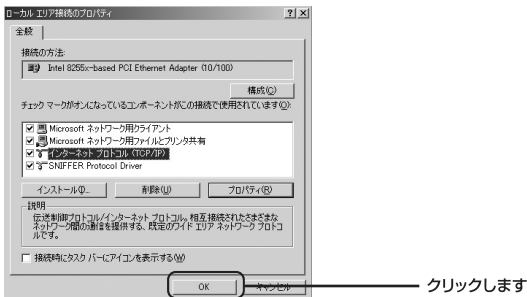 ローカル エリア接続のプロパティ
全般
接続の方法:
Intel 8255x-based PCI Ethernet Adapter (10/100)
構成(C)
チェック マークがオンになっているコンポーネントがこの接続で使用されています(O):
Microsoft ネットワーク用クライアント
Microsoft ネットワーク用ファイルとプリンタ共有
インターネット プロトコル (TCP/IP)
SNIFFER Protocol Driver
インストール(I)...
削除(U)
プロパティ(R)
説明
伝送制御プロトコル/インターネット プロトコル。相互接続されたさまざまな
ネットワーク間の通信を提供する、既定のワイド エリア ネットワーク プロトコ
ルです。
接続時にタスク バーにアイコンを表示する(W)
OK
キャンセル
クリックします